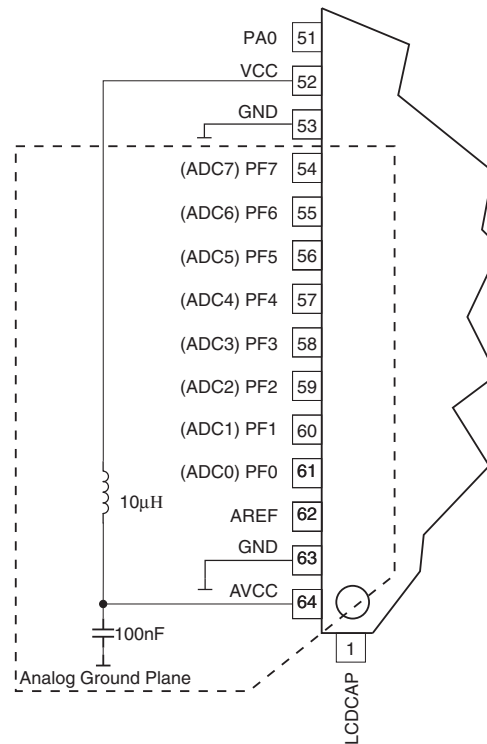 PA0 51
VCC 52
GND 53
(ADC7) PF7 54
(ADC6) PF6 55
(ADC5) PF5 56
(ADC4) PF4 57
(ADC3) PF3 58
(ADC2) PF2 59
(ADC1) PF1 60
(ADC0) PF0 61
10μH
AREF 62
GND 63
AVCC 64
100nF
1
Analog Ground Plane
LCDCAP